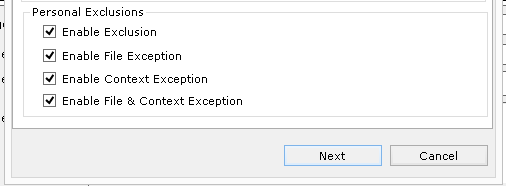 Personal Exclusions
Enable Exclusion
Enable File Exception
Enable Context Exception
Enable File & Context Exception
Next
Cancel